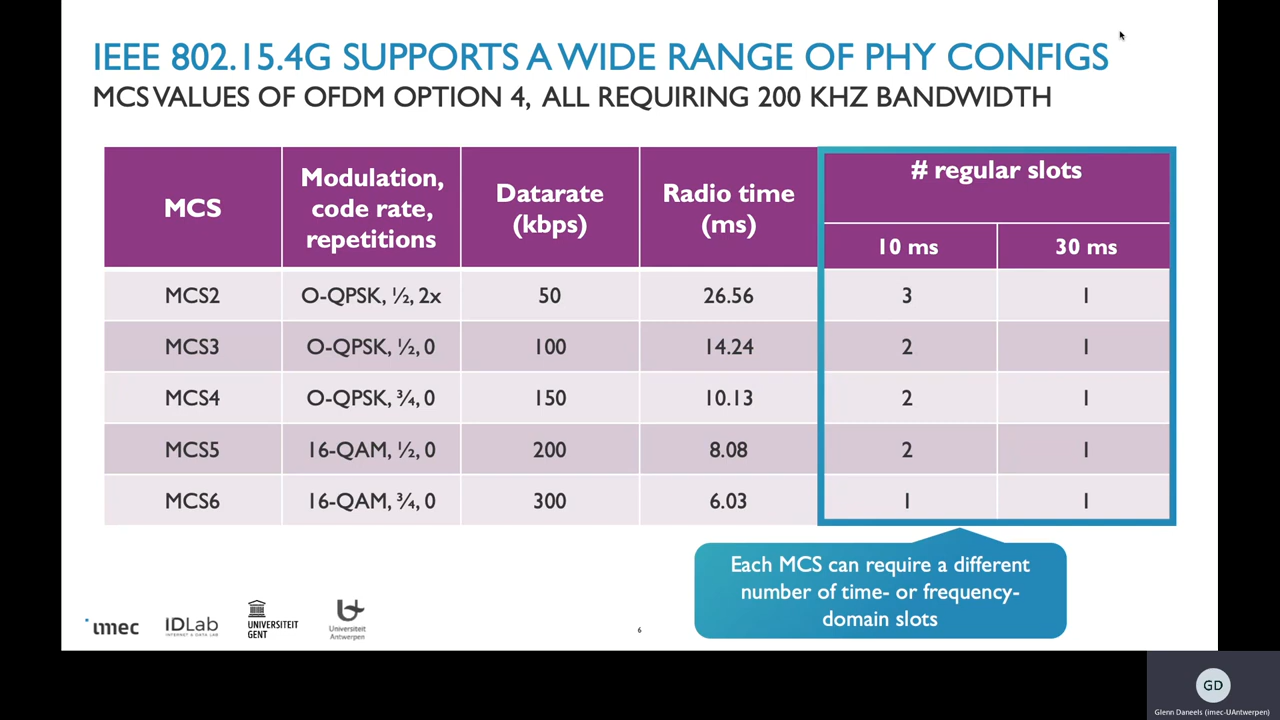 IEEE 802.15.4G SUPPORTS A WIDE RANGE OF PHY CONFIGS
MCS VALUES OF OFDM OPTION 4, ALL REQUIRING 200 KHZ BANDWIDTH
MCS
Modulation,
code rate,
repetitions
Datarate
(kbps)
Radio time
(ms)
# regular slots
10 ms
30 ms
MCS2 O-QPSK, ½, 2x 50 26.56 3 1
MCS3 O-QPSK, ½, 0 100 14.24 2 1
MCS4 O-QPSK, ¾, 0 150 10.13 2 1
MCS5 16-QAM, ½, 0 200 8.08 2 1
MCS6 16-QAM, ¾, 0 300 6.03 1 1
Each MCS can require a different
number of time- or frequency-
domain slots
imec
IDLab
INTERNET & DATA LAB
UNIVERSITEIT
GENT
Universiteit
Antwerpen
6
GD
Glenn Daneels (imec-UAntwerpen)